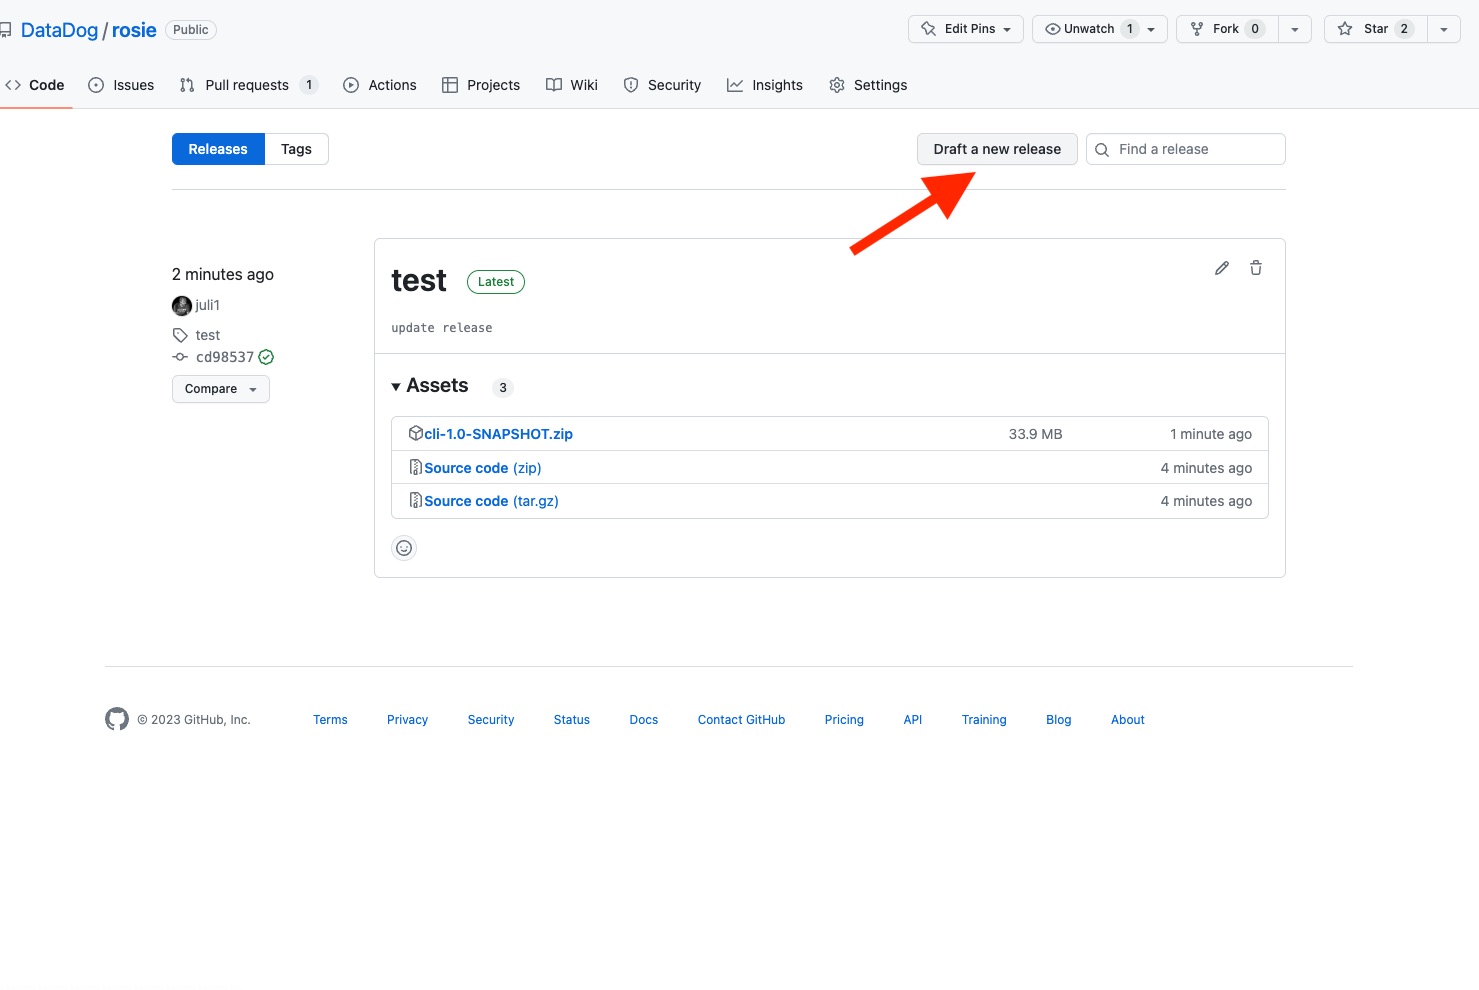 DataDog / rosie Public
Edit Pins Unwatch 1 Fork 0 Star 2
Code Issues Pull requests 1 Actions Projects Wiki Security Insights Settings
Releases Tags
Draft a new release Find a release
2 minutes ago
juli1
test
cd98537
Compare
test Latest
update release
Assets 3
cli-1.0-SNAPSHOT.zip 33.9 MB 1 minute ago
Source code (zip) 4 minutes ago
Source code (tar.gz) 4 minutes ago
© 2023 GitHub, Inc. Terms Privacy Security Status Docs Contact GitHub Pricing API Training Blog About